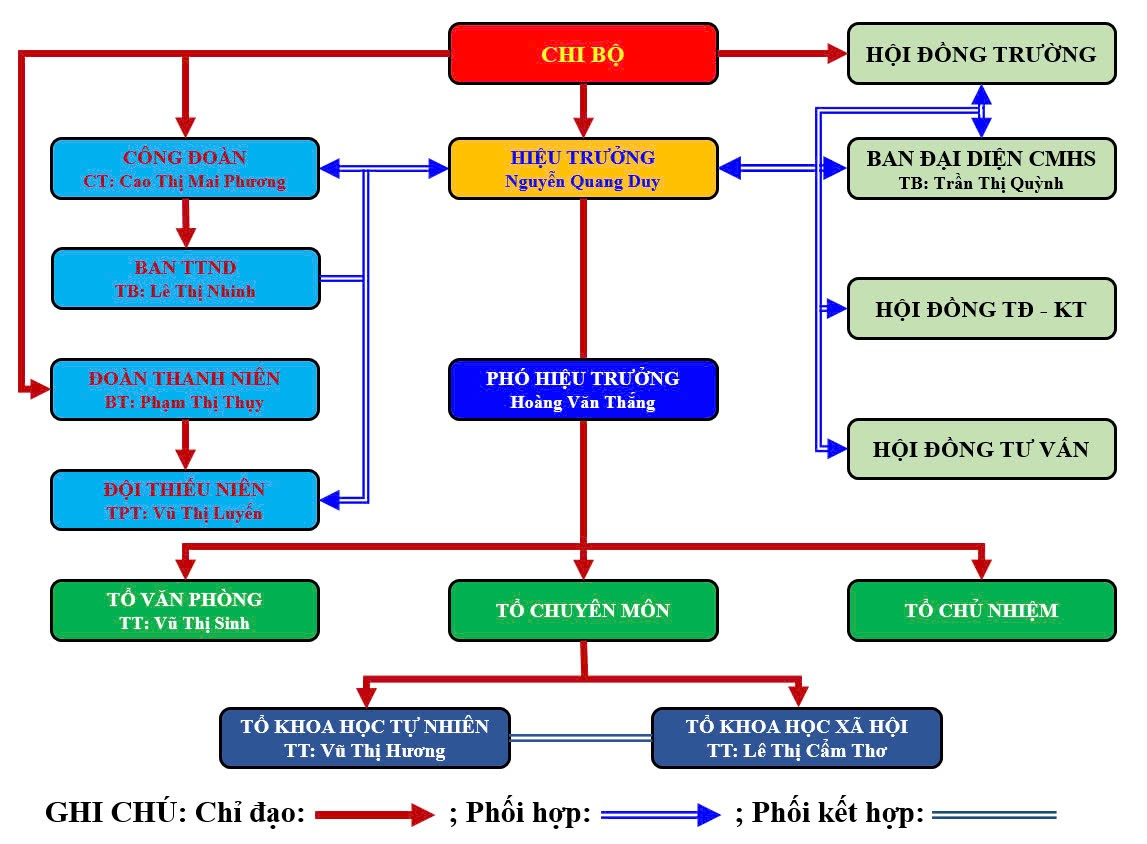 CHI BỘ
HỘI ĐỒNG TRƯỜNG
CÔNG ĐOÀN
CT: Cao Thị Mai Phương
HIỆU TRƯỞNG
Nguyễn Quang Duy
BAN ĐẠI DIỆN CMHS
TB: Trần Thị Quỳnh
BAN TTND
TB: Lê Thị Nhinh
HỘI ĐỒNG TĐ - KT
ĐOÀN THANH NIÊN
BT: Phạm Thị Thụy
PHÓ HIỆU TRƯỞNG
Hoàng Văn Thắng
HỘI ĐỒNG TƯ VẤN
ĐỘI THIẾU NIÊN
TPT: Vũ Thị Luyến
TỔ VĂN PHÒNG
TT: Vũ Thị Sinh
TỔ CHUYÊN MÔN
TỔ CHỦ NHIỆM
TỔ KHOA HỌC TỰ NHIÊN
TT: Vũ Thị Hương
TỔ KHOA HỌC XÃ HỘI
TT: Lê Thị Cẩm Thơ
GHI CHÚ: Chỉ đạo: ; Phối hợp: ; Phối kết hợp: